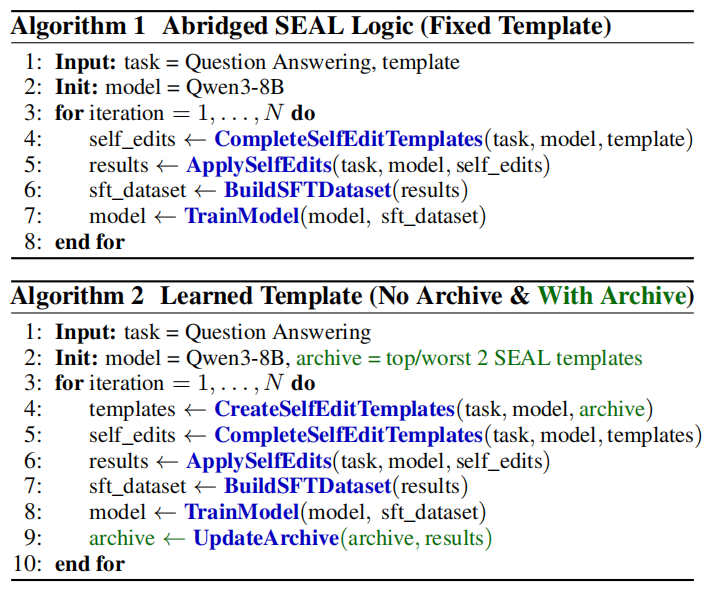 Algorithm 1 Abridged SEAL Logic (Fixed Template)
1: Input: task = Question Answering, template
2: Init: model = Qwen3-8B
3: for iteration = 1, . . . , N do
4: self_edits ← CompleteSelfEditTemplates(task, model, template)
5: results ← ApplySelfEdits(task, model, self_edits)
6: sft_dataset ← BuildSFTDataset(results)
7: model ← TrainModel(model, sft_dataset)
8: end for
Algorithm 2 Learned Template (No Archive & With Archive)
1: Input: task = Question Answering
2: Init: model = Qwen3-8B, archive = top/worst 2 SEAL templates
3: for iteration = 1, . . . , N do
4: templates ← CreateSelfEditTemplates(task, model, archive)
5: self_edits ← CompleteSelfEditTemplates(task, model, templates)
6: results ← ApplySelfEdits(task, model, self_edits)
7: sft_dataset ← BuildSFTDataset(results)
8: model ← TrainModel(model, sft_dataset)
9: archive ← UpdateArchive(archive, results)
10: end for